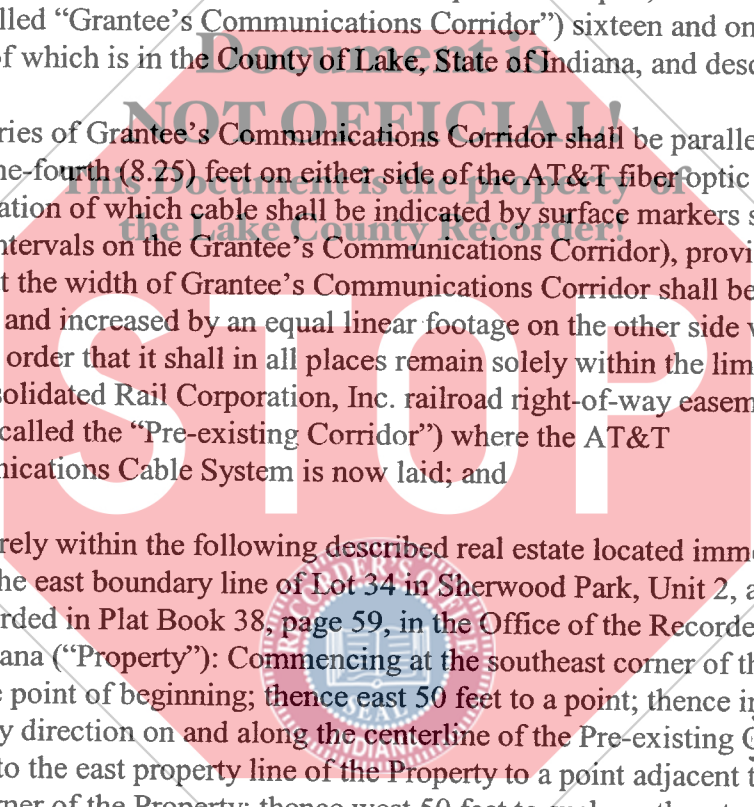 lled “Grantee’s Communications Corridor”) sixteen and on
of which is in the County of Lake, State of Indiana, and desc
Document is
NOT OFFICIAL!
ries of Grantee’s Communications Corridor shall be paralle
ne-fourth (8.25) feet on either side of the AT&T fiber optic
This Document is the property of
ation of which cable shall be indicated by surface markers s
the Lake County Recorder!
ntervals on the Grantee’s Communications Corridor), provi
t the width of Grantee’s Communications Corridor shall be
and increased by an equal linear footage on the other side w
order that it shall in all places remain solely within the lim
solidated Rail Corporation, Inc. railroad right-of-way easem
called the “Pre-existing Corridor”) where the AT&T
nications Cable System is now laid; and
STOP
rely within the following described real estate located imme
he east boundary line of Lot 34 in Sherwood Park, Unit 2, a
rded in Plat Book 38, page 59, in the Office of the Recorde
iana (“Property”): Commencing at the southeast corner of th
e point of beginning; thence east 50 feet to a point; thence in
y direction on and along the centerline of the Pre-existing C
to the east property line of the Property to a point adjacent t
RECORDER'S OFFICE
SEAL
INDIANA